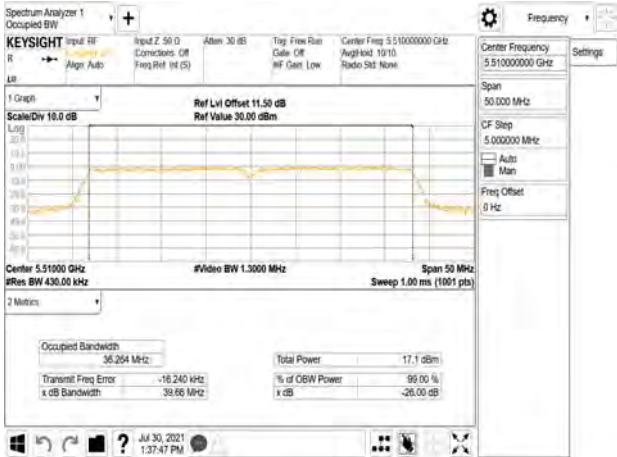 Spectrum Analyzer 1
Occupied BW
+
Frequency
KEYSIGHT
Input: RF
Align: Auto
R
Input Z: 50 Ω
Corrections: Off
Freq Ref: Int (S)
Atten: 30 dB
Trig: Free Run
Gate: Off
#IF Gain: Low
Center Freq: 5.510000000 GHz
Avg|Hold: 10/10
Radio Std: None
Center Frequency
5.510000000 GHz
Settings
Span
50.000 MHz
CF Step
5.000000 MHz
Auto
Man
Freq Offset
0 Hz
1 Graph
Scale/Div 10.0 dB
Log
Ref Lvl Offset 11.50 dB
Ref Value 30.00 dBm
Center 5.51000 GHz
#Res BW 430.00 kHz
#Video BW 1.3000 MHz
Span 50 MHz
Sweep 1.00 ms (1001 pts)
2 Metrics
Occupied Bandwidth
36.264 MHz
Total Power
17.1 dBm
Transmit Freq Error
-16.240 kHz
% of OBW Power
99.00 %
x dB Bandwidth
39.66 MHz
x dB
-26.00 dB
?
Jul 30, 2021
1:37:47 PM